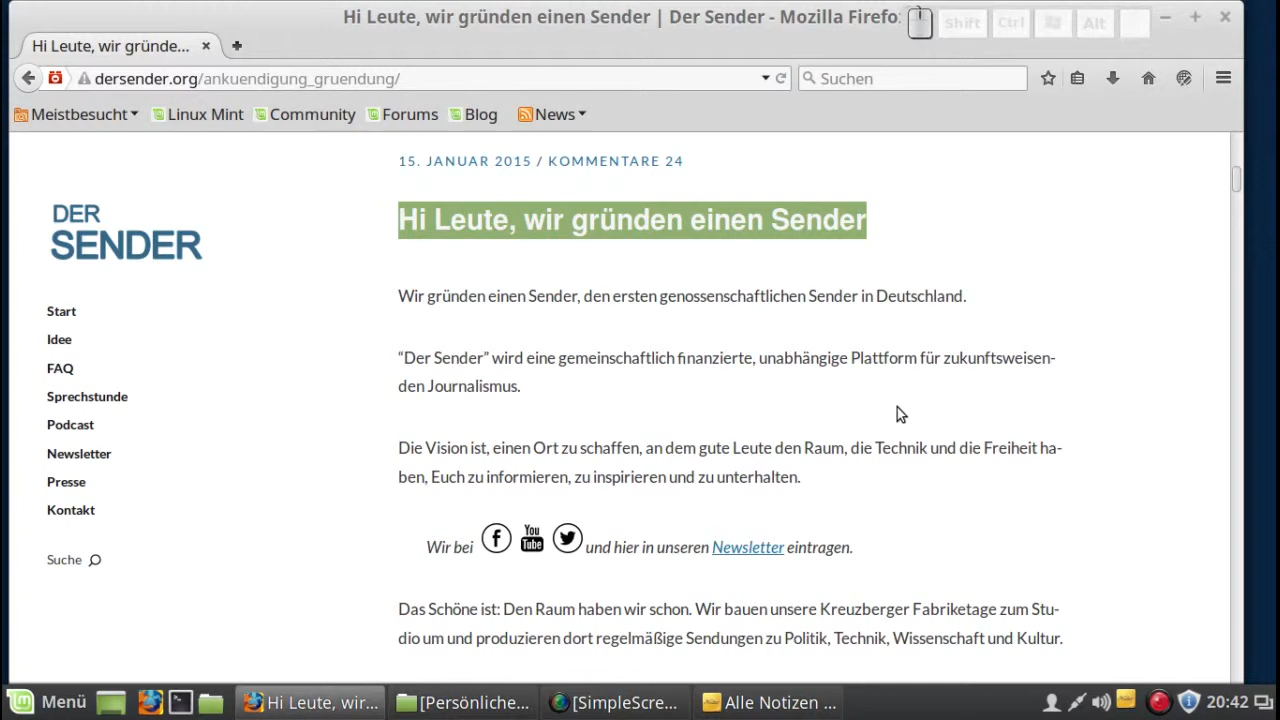 Hi Leute, wir gründen einen Sender | Der Sender - Mozilla Firefo
Shift Ctrl Alt
Hi Leute, wir gründe...
dersender.org/ankuendigung_gruendung/
Suchen
Meistbesucht
Linux Mint
Community
Forums
Blog
News
15. JANUAR 2015 / KOMMENTARE 24
DER
SENDER
Hi Leute, wir gründen einen Sender
Start
Idee
FAQ
Sprechstunde
Podcast
Newsletter
Presse
Kontakt
Suche
Wir gründen einen Sender, den ersten genossenschaftlichen Sender in Deutschland.
“Der Sender” wird eine gemeinschaftlich finanzierte, unabhängige Plattform für zukunftsweisen-
den Journalismus.
Die Vision ist, einen Ort zu schaffen, an dem gute Leute den Raum, die Technik und die Freiheit ha-
ben, Euch zu informieren, zu inspirieren und zu unterhalten.
Wir bei f You Tube und hier in unseren Newsletter eintragen.
Das Schöne ist: Den Raum haben wir schon. Wir bauen unsere Kreuzberger Fabriketage zum Stu-
dio um und produzieren dort regelmäßige Sendungen zu Politik, Technik, Wissenschaft und Kultur.
Menü
Hi Leute, wir...
[Persönliche...
[SimpleScre...
Alle Notizen ...
20:42